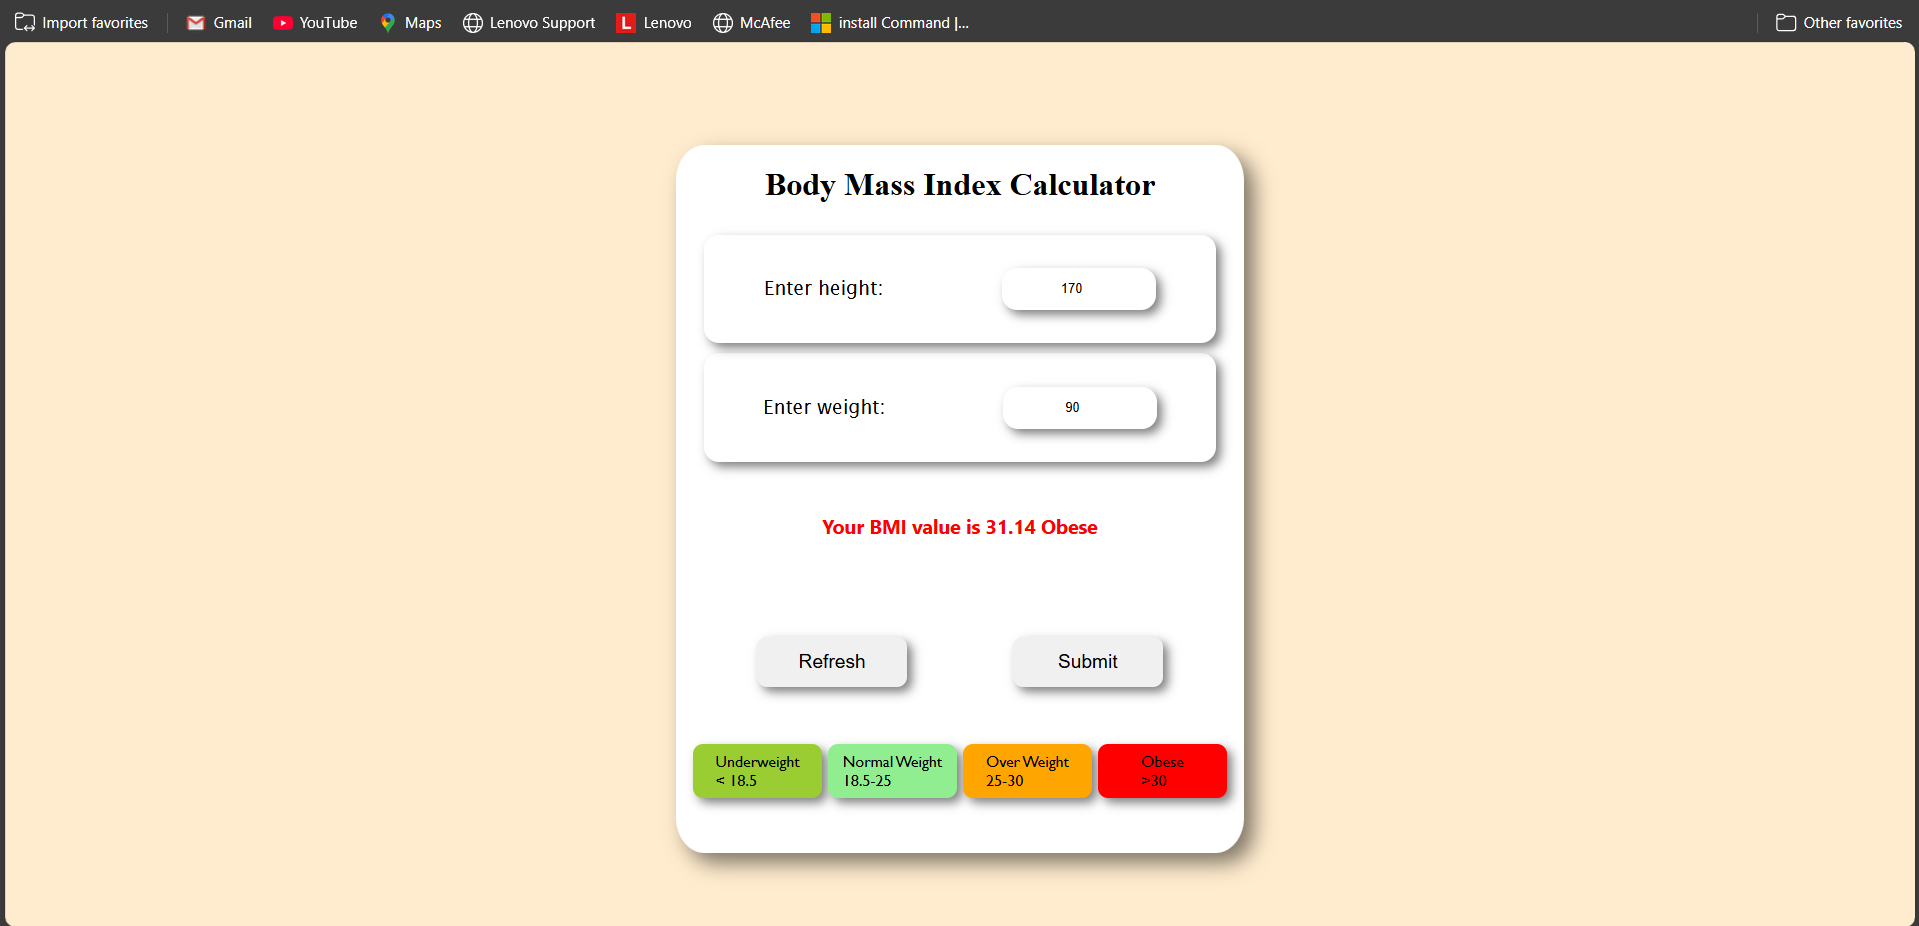 Import favorites Gmail YouTube Maps Lenovo Support L Lenovo McAfee install Command |... Other favorites
Body Mass Index Calculator
Enter height: 170
Enter weight: 90
Your BMI value is 31.14 Obese
Refresh Submit
Underweight Normal Weight Over Weight Obese
< 18.5 18.5-25 25-30 >30